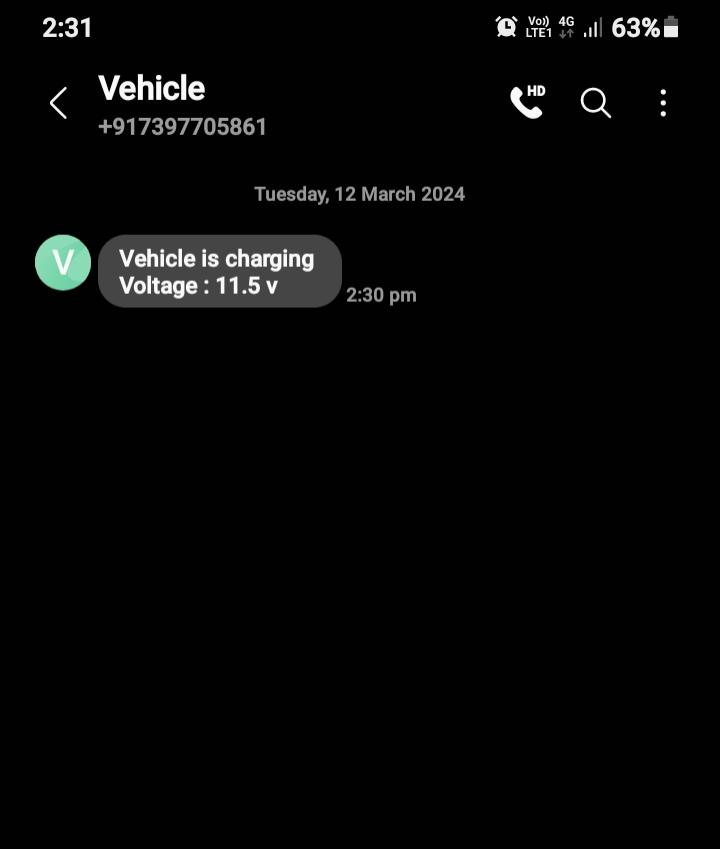 2:31
Vo)) 4G
LTE1
63%
Vehicle
HD
+917397705861
Tuesday, 12 March 2024
V
Vehicle is charging
Voltage : 11.5 v
2:30 pm